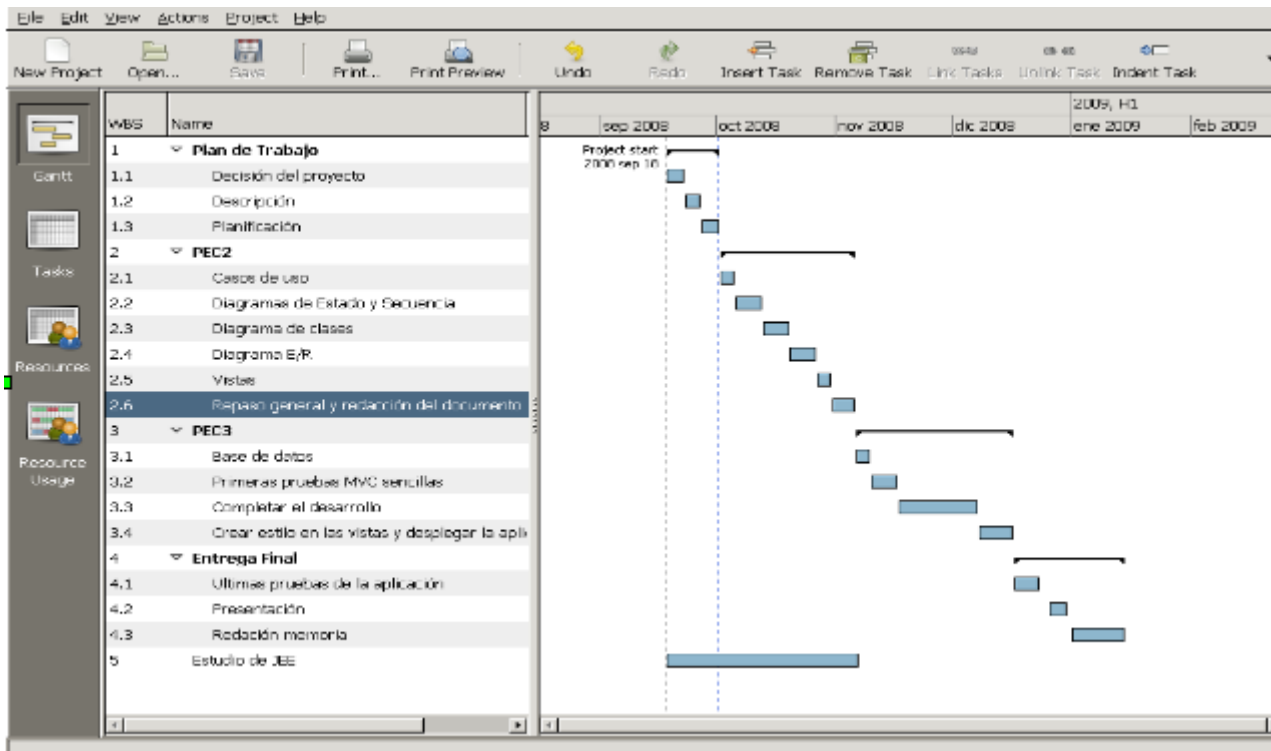 File Edit View Actions Project Help
New Project Open... Save Print... Print Preview Undo Redo Insert Task Remove Task Link Tasks Unlink Task Indent Task
Gantt
Tasks
Resources
Resource
Usage
2009, H1
WBS Name 8 sep 2008 oct 2008 nov 2008 dic 2008 ene 2009 feb 2009
1 Plan de Trabajo
Project start
2008 sep 18
1.1 Decisión del proyecto
1.2 Descripción
1.3 Planificación
2 PEC2
2.1 Casos de uso
2.2 Diagramas de Estado y Secuencia
2.3 Diagrama de clases
2.4 Diagrama E/R
2.5 Vistas
2.6 Repaso general y redacción del documento
3 PEC3
3.1 Base de datos
3.2 Primeras pruebas MVC sencillas
3.3 Completar el desarrollo
3.4 Crear estilo en las vistas y desplegar la apli
4 Entrega Final
4.1 Ultimas pruebas de la aplicación
4.2 Presentación
4.3 Redación memoria
5 Estudio de JEE